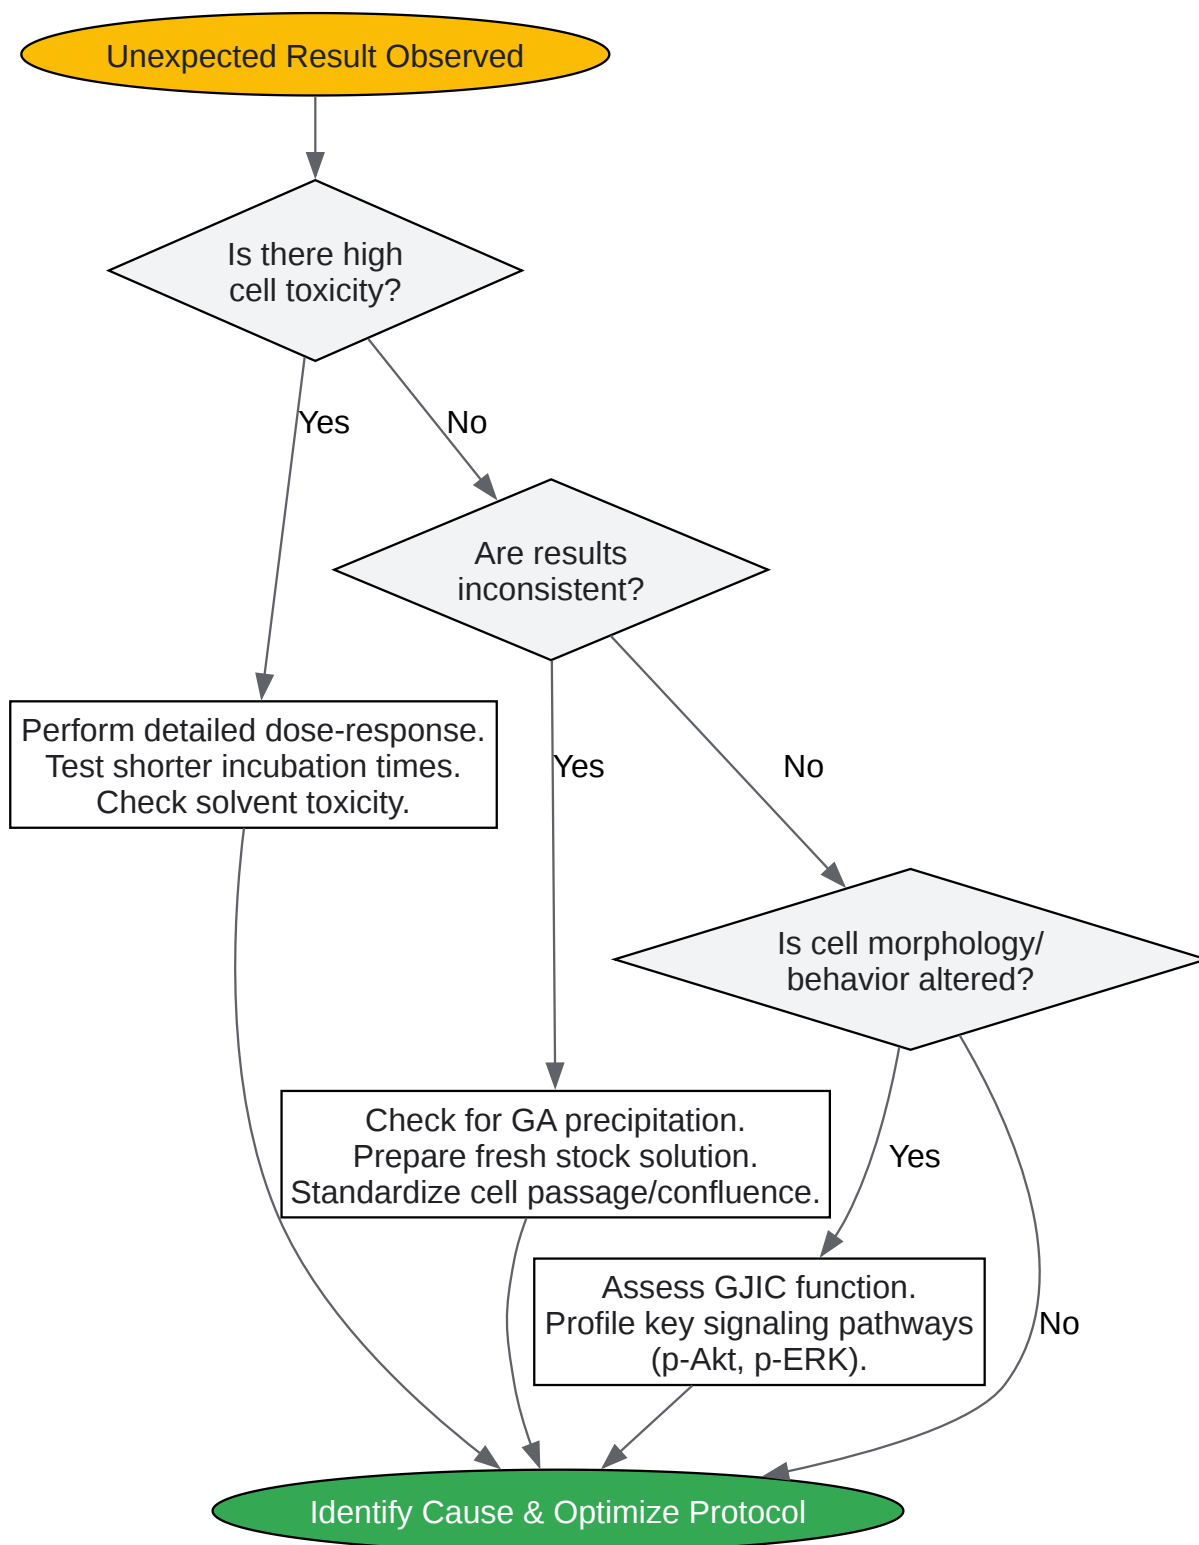 Unexpected Result Observed
Is there high
cell toxicity?
Yes
No
Are results
inconsistent?
Perform detailed dose-response.
Test shorter incubation times.
Check solvent toxicity.
Yes
No
Is cell morphology/
behavior altered?
Check for GA precipitation.
Prepare fresh stock solution.
Standardize cell passage/confluence.
Yes
Assess GJIC function.
Profile key signaling pathways
(p-Akt, p-ERK).
No
Identify Cause & Optimize Protocol